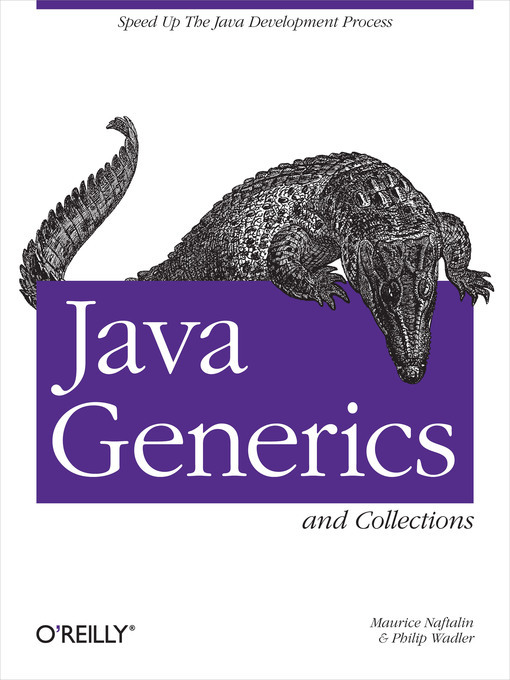 Speed Up The Java Development Process
Java
Generics
and Collections
Maurice Naftalin
& Philip Wadler
O'REILLY®